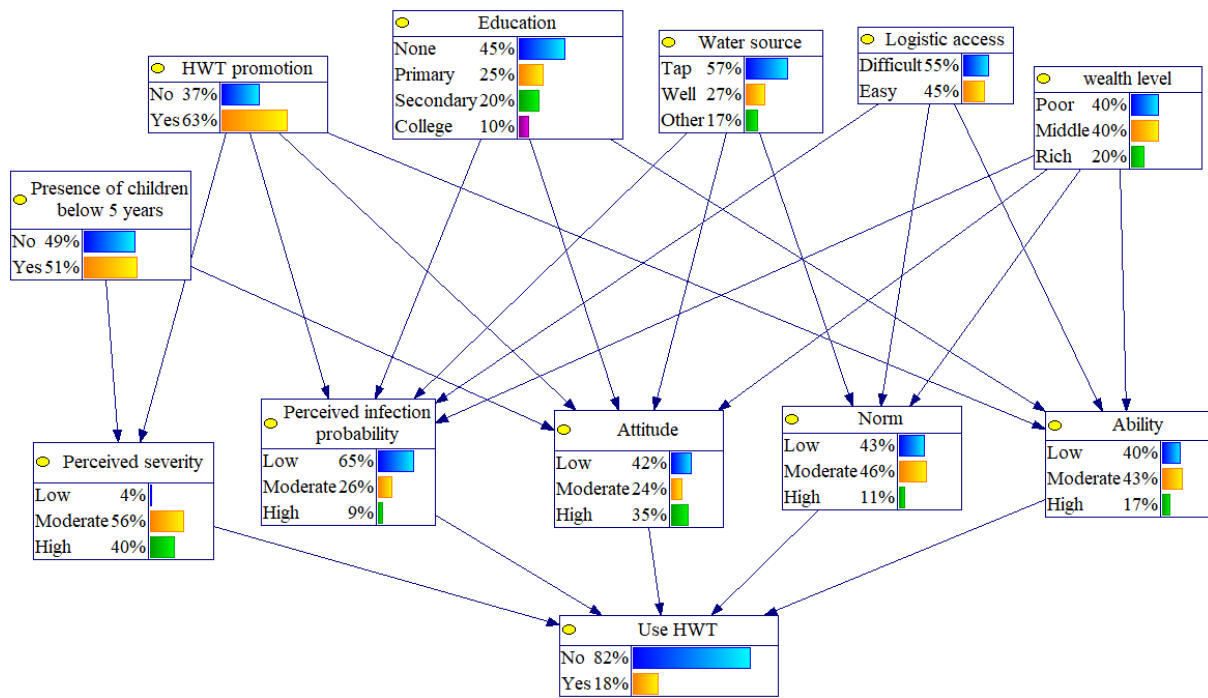 HWT promotion
No 37%
Yes 63%
Education
None 45%
Primary 25%
Secondary 20%
College 10%
Water source
Tap 57%
Well 27%
Other 17%
Logistic access
Difficult 55%
Easy 45%
wealth level
Poor 40%
Middle 40%
Rich 20%
Presence of children
below 5 years
No 49%
Yes 51%
Perceived severity
Low 4%
Moderate 56%
High 40%
Perceived infection
probability
Low 65%
Moderate 26%
High 9%
Attitude
Low 42%
Moderate 24%
High 35%
Norm
Low 43%
Moderate 46%
High 11%
Ability
Low 40%
Moderate 43%
High 17%
Use HWT
No 82%
Yes 18%